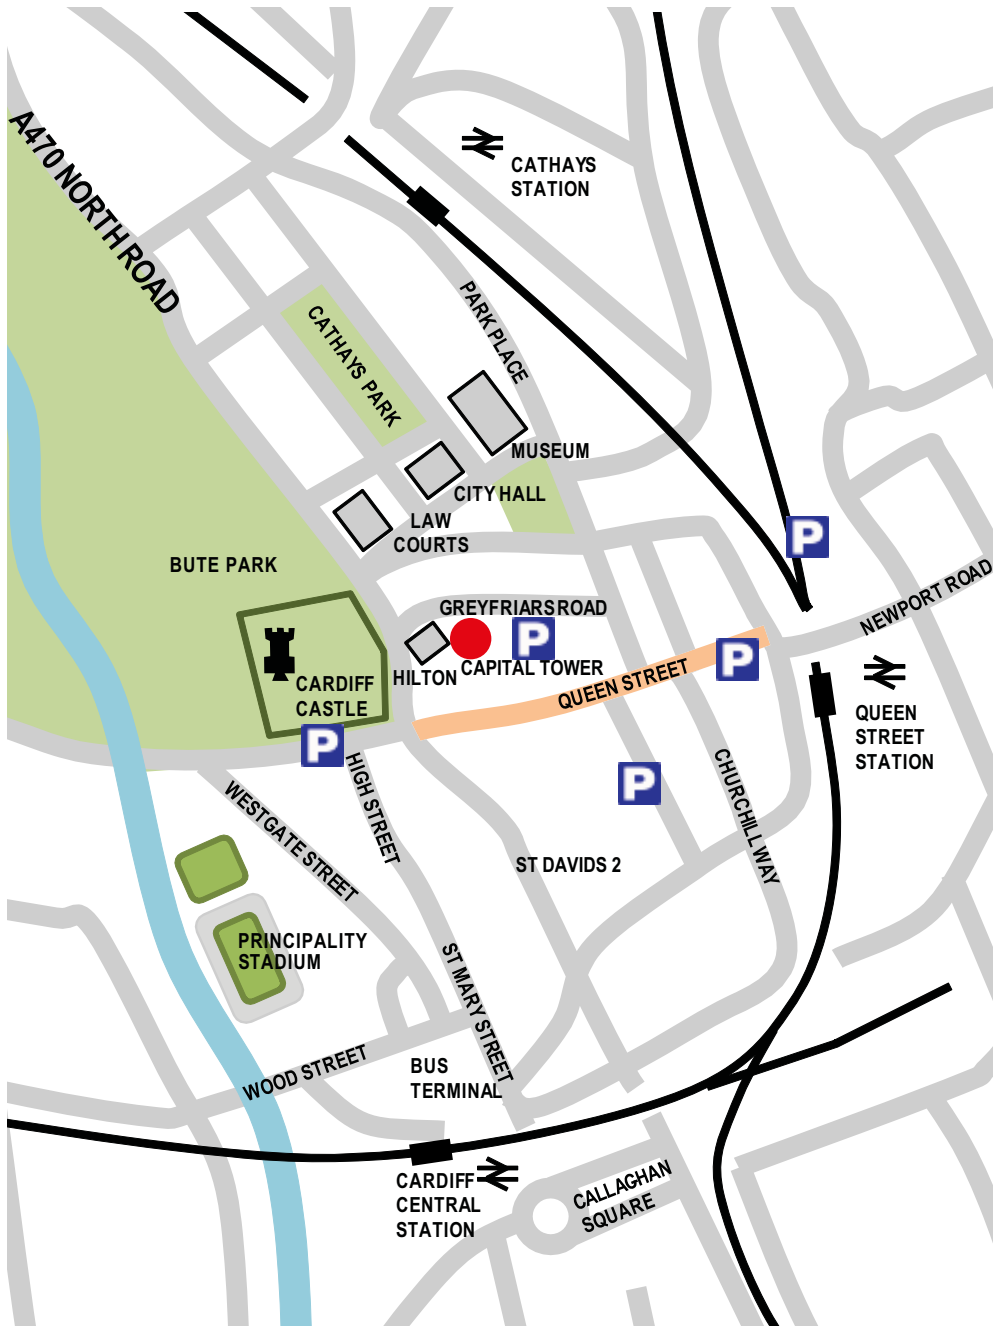 A470 NORTH ROAD
CATHAYS
STATION
PARK PLACE
CATHAYS PARK
MUSEUM
CITY HALL
LAW
COURTS
P
BUTE PARK
NEWPORT ROAD
GREYFRIARS ROAD
P
CAPITAL TOWER
HILTON
P
QUEEN STREET
CARDIFF
CASTLE
P
QUEEN
STREET
STATION
P
HIGH STREET
WESTGATE STREET
CHURCHILL WAY
ST DAVIDS 2
PRINCIPALITY
STADIUM
ST MARY STREET
WOOD STREET
BUS
TERMINAL
CARDIFF
CENTRAL
STATION
CALLAGHAN
SQUARE